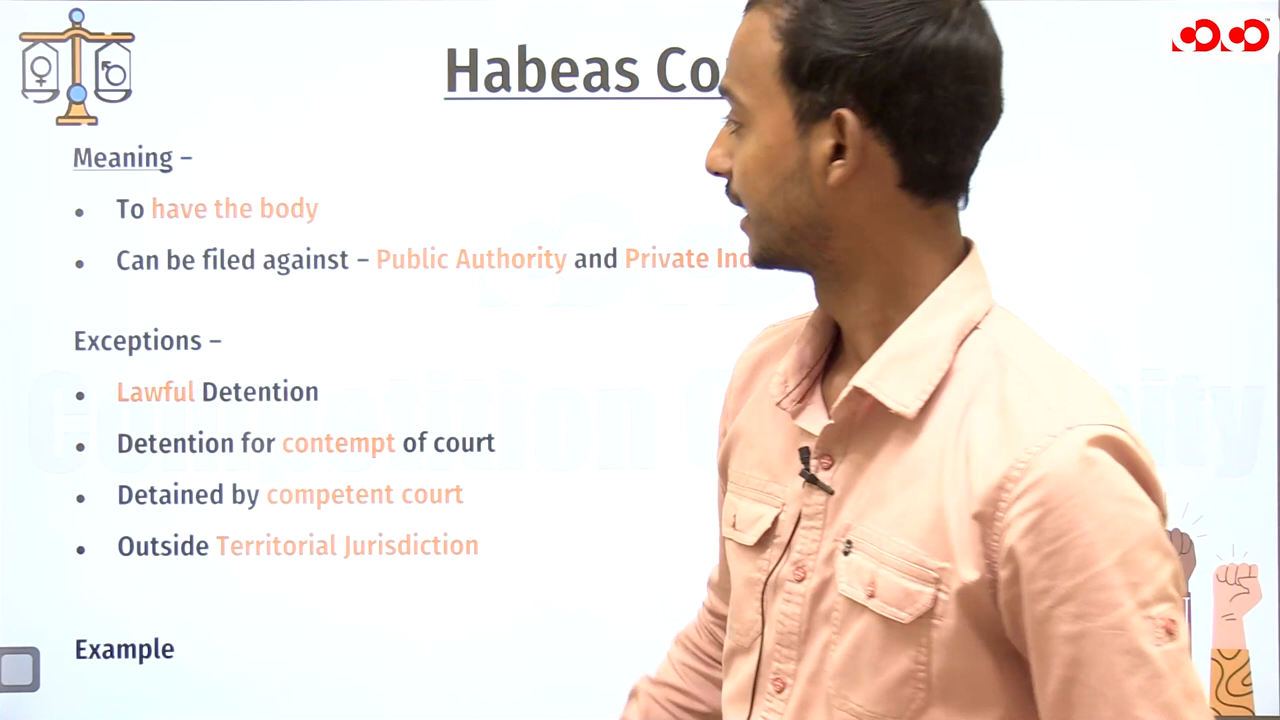 Habeas Co
Meaning –
• To have the body
• Can be filed against – Public Authority and Private Ind
Exceptions –
• Lawful Detention
• Detention for contempt of court
• Detained by competent court
• Outside Territorial Jurisdiction
Example